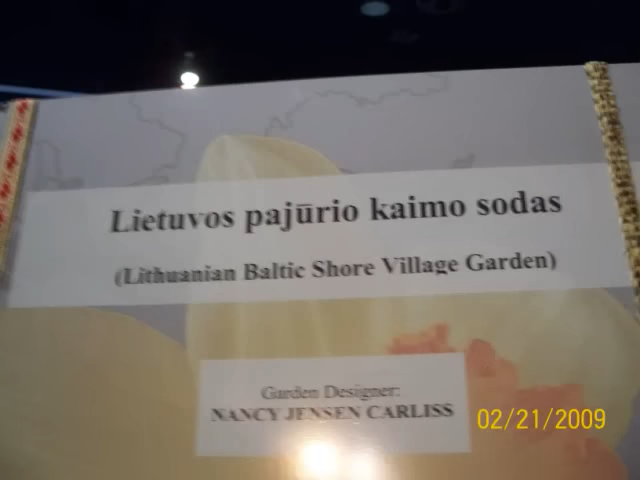 Lietuvos pajūrio kaimo sodas
(Lithuanian Baltic Shore Village Garden)
Garden Designer:
NANCY JENSEN CARLISS
02/21/2009